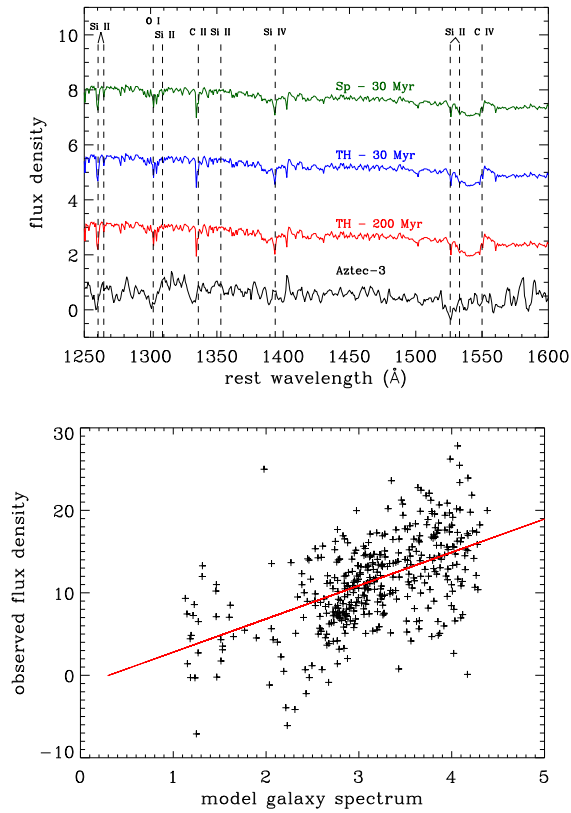 O I
Si II
Si II
C II
Si II
Si IV
Si II
C IV
10
8
6
4
2
0
flux density
Sp - 30 Myr
TH - 30 Myr
TH - 200 Myr
Aztec-3
1250
1300
1350
1400
1450
1500
1550
1600
rest wavelength (Å)
30
20
10
0
-10
observed flux density
0
1
2
3
4
5
model galaxy spectrum